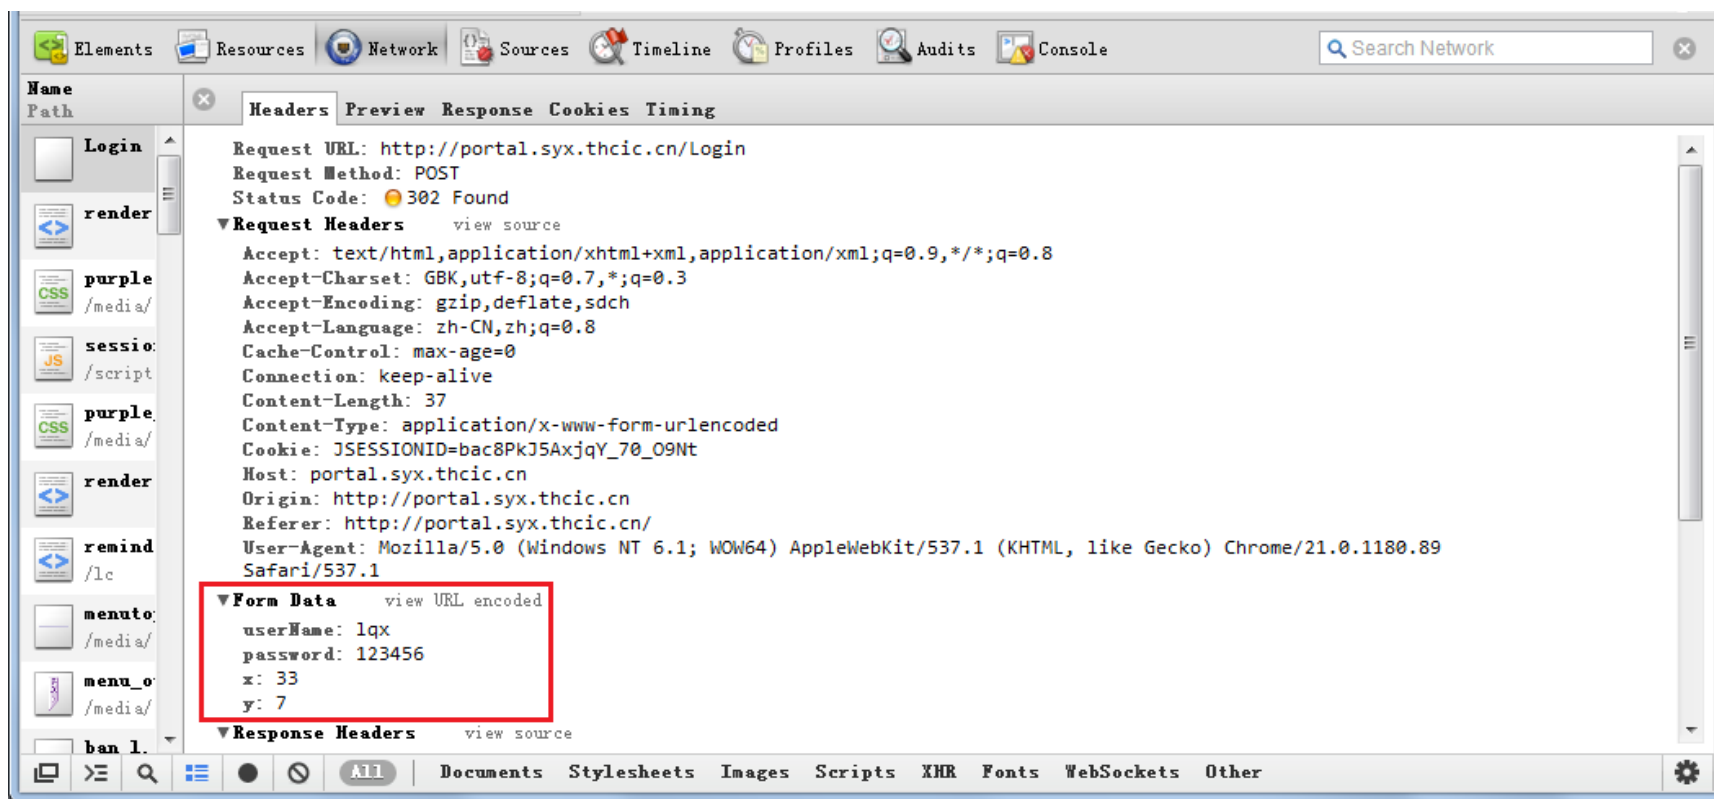 Elements Resources Network Sources Timeline Profiles Audits Console Search Network
Name
Path
Headers Preview Response Cookies Timing
Login
render
purple
/media/
sessio
/script
purple_
/media/
render
remind
/lc
menuto
/media/
menu_o
/media/
ban 1.
Request URL: http://portal.syx.thcic.cn/Login
Request Method: POST
Status Code: 302 Found
▼Request Headers view source
Accept: text/html,application/xhtml+xml,application/xml;q=0.9,*/*;q=0.8
Accept-Charset: GBK,utf-8;q=0.7,*;q=0.3
Accept-Encoding: gzip,deflate,sdch
Accept-Language: zh-CN,zh;q=0.8
Cache-Control: max-age=0
Connection: keep-alive
Content-Length: 37
Content-Type: application/x-www-form-urlencoded
Cookie: JSESSIONID=bac8PkJ5AxjqY_70_O9Nt
Host: portal.syx.thcic.cn
Origin: http://portal.syx.thcic.cn
Referer: http://portal.syx.thcic.cn/
User-Agent: Mozilla/5.0 (Windows NT 6.1; WOW64) AppleWebKit/537.1 (KHTML, like Gecko) Chrome/21.0.1180.89
Safari/537.1
▼Form Data view URL encoded
userName: lqx
password: 123456
x: 33
y: 7
▼Response Headers view source
All Documents Stylesheets Images Scripts XHR Fonts WebSockets Other